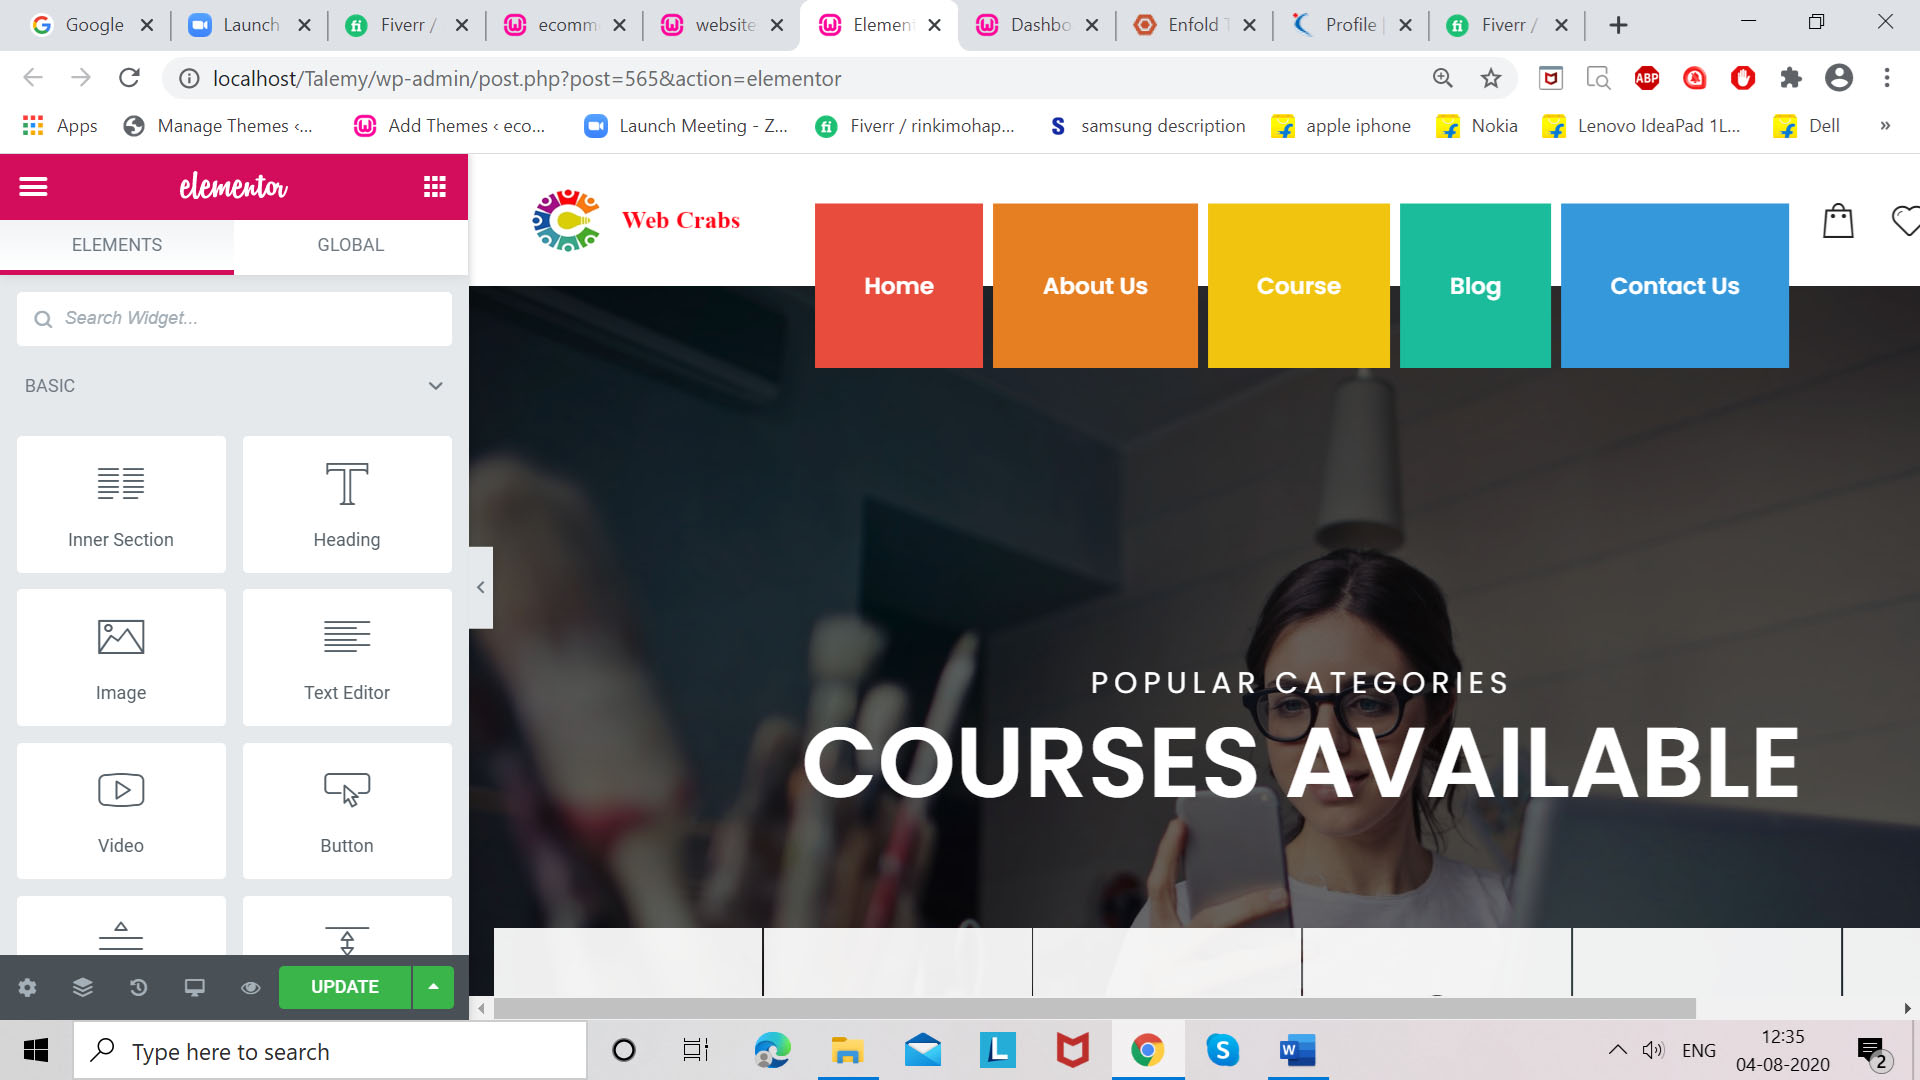 Google
Launch
Fiverr /
ecomm
website
Elemen
Dashbo
Enfold T
Profile |
Fiverr /
localhost/Talemy/wp-admin/post.php?post=565&action=elementor
ABP
Apps
Manage Themes ‹...
Add Themes ‹ eco...
Launch Meeting - Z...
Fiverr / rinkimohap...
samsung description
apple iphone
Nokia
Lenovo IdeaPad 1L...
Dell
»
elementor
ELEMENTS
GLOBAL
Search Widget...
BASIC
Inner Section
Heading
Image
Text Editor
Video
Button
UPDATE
Web Crabs
Home
About Us
Course
Blog
Contact Us
POPULAR CATEGORIES
COURSES AVAILABLE
Type here to search
ENG
12:35
04-08-2020
2